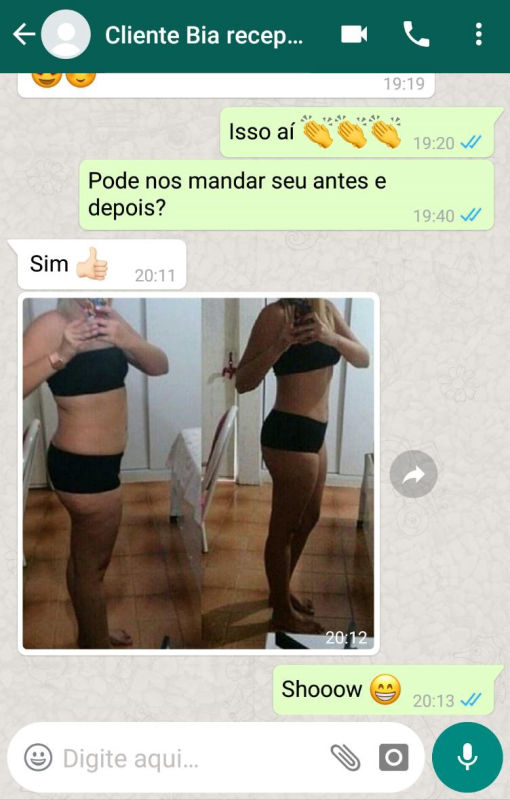 Cliente Bia recep...
19:19
Isso aí 👏👏👏 19:20
Pode nos mandar seu antes e
depois?
19:40
Sim 👍🏻 20:11
20:12
Shooow 😁 20:13
Digite aqui...